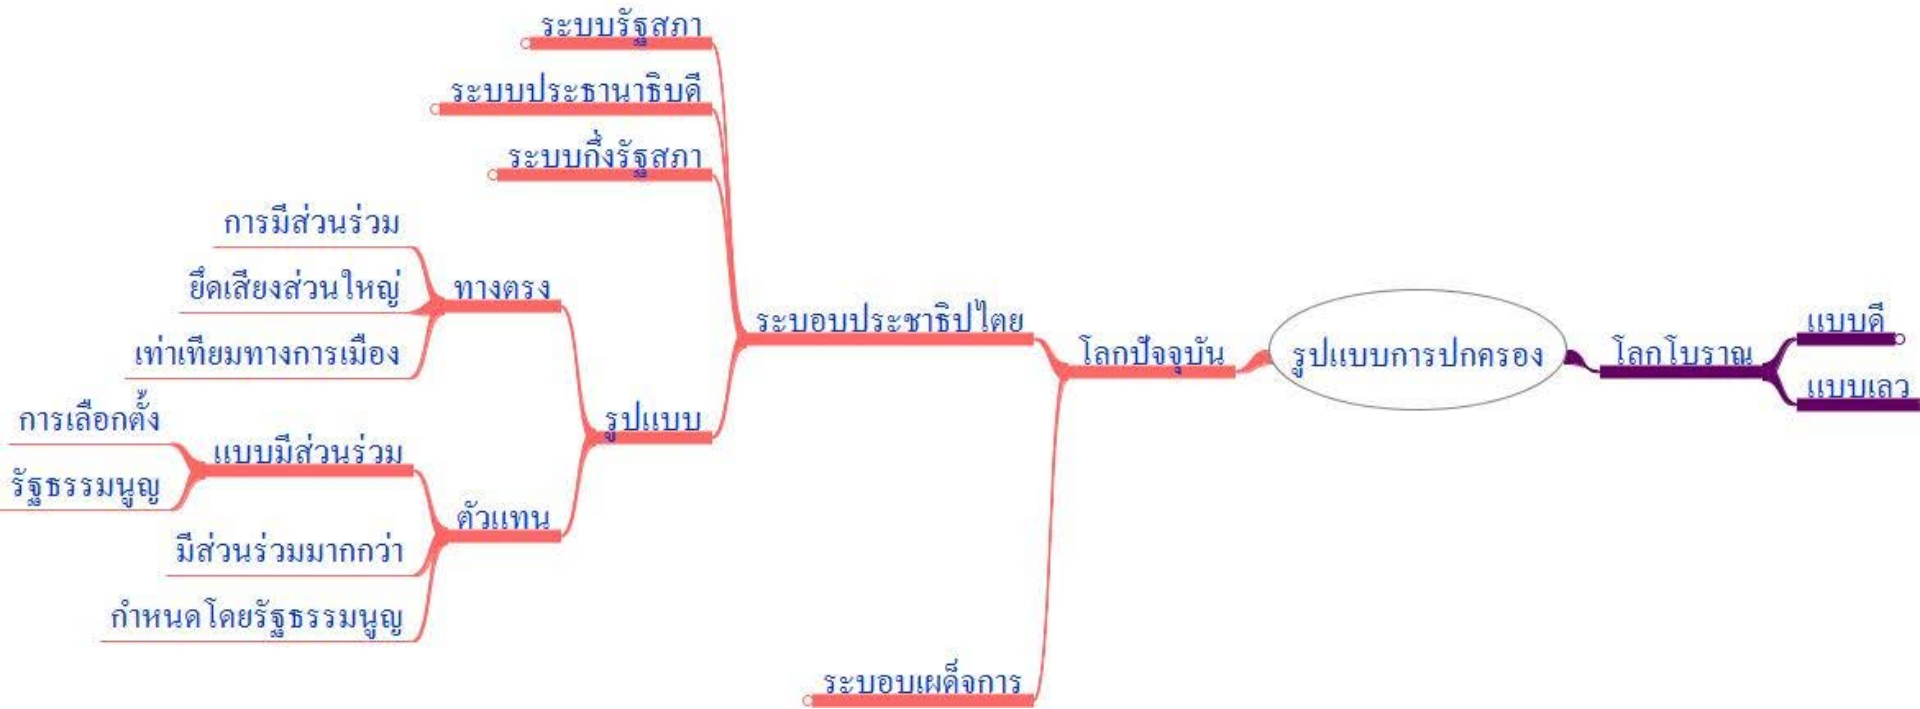 ระบบรัฐสภา
ระบบประธานาธิบดี
ระบบกึ่งรัฐสภา
การมีส่วนร่วม
ยึดเสียงส่วนใหญ่
ทางตรง
เท่าเทียมทางการเมือง
ระบอบประชาธิปไตย
โลกปัจจุบัน
รูปแบบการปกครอง
โลกโบราณ
แบบดี
แบบเลว
การเลือกตั้ง
แบบมีส่วนร่วม
รัฐธรรมนูญ
รูปแบบ
ตัวแทน
มีส่วนร่วมมากกว่า
กำหนดโดยรัฐธรรมนูญ
ระบอบเผด็จการ